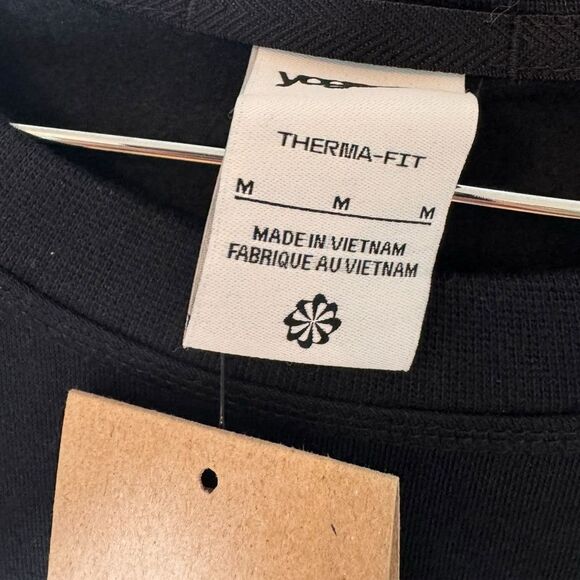 THERMA-FIT
M M M
MADE IN VIETNAM
FABRIQUE AU VIETNAM